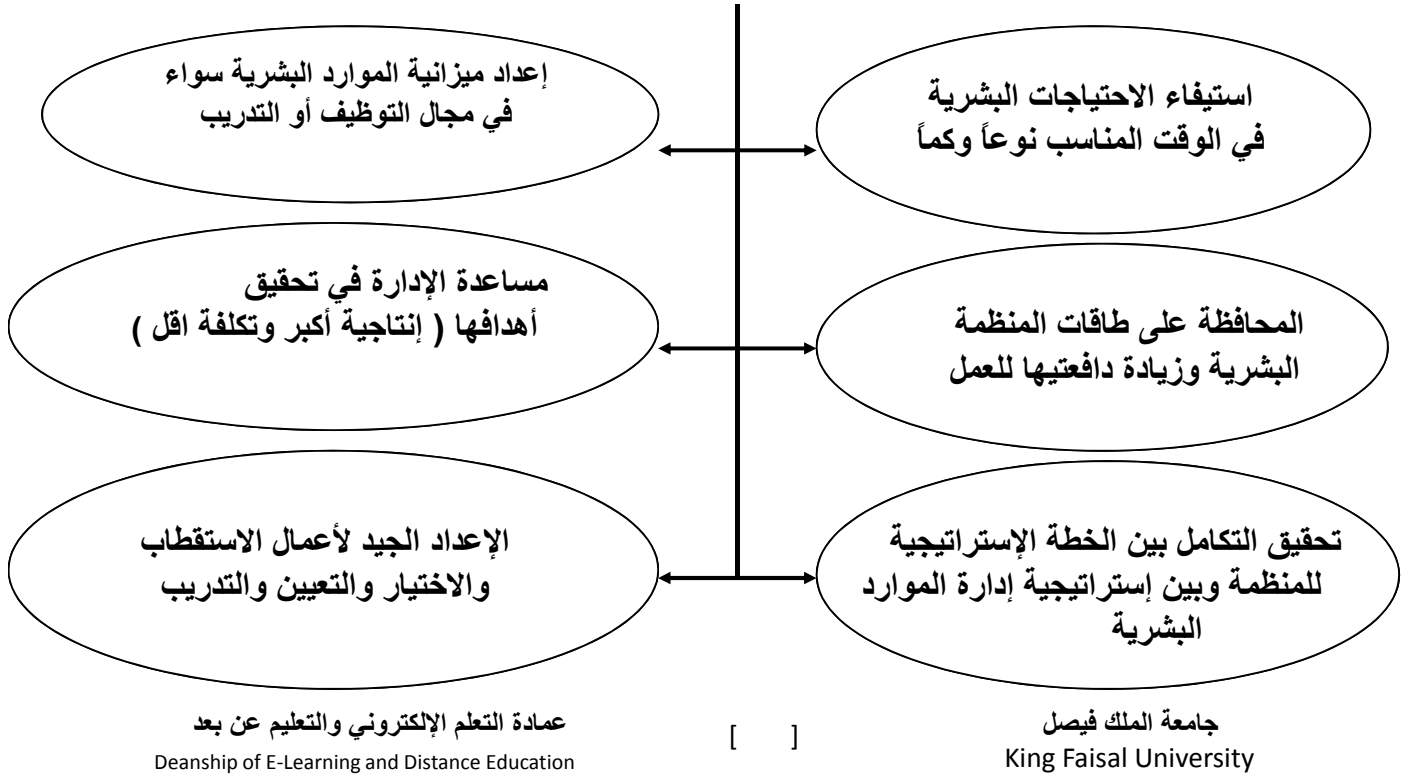 استيفاء الاحتياجات البشرية
في الوقت المناسب نوعاً وكماً
إعداد ميزانية الموارد البشرية سواء
في مجال التوظيف أو التدريب
المحافظة على طاقات المنظمة
البشرية وزيادة دافعتيها للعمل
مساعدة الإدارة في تحقيق
أهدافها ( إنتاجية أكبر وتكلفة اقل )
تحقيق التكامل بين الخطة الإستراتيجية
للمنظمة وبين إستراتيجية إدارة الموارد
البشرية
الإعداد الجيد لأعمال الاستقطاب
والاختيار والتعيين والتدريب
جامعة الملك فيصل
King Faisal University
[ ]
عمادة التعلم الإلكتروني والتعليم عن بعد
Deanship of E-Learning and Distance Education